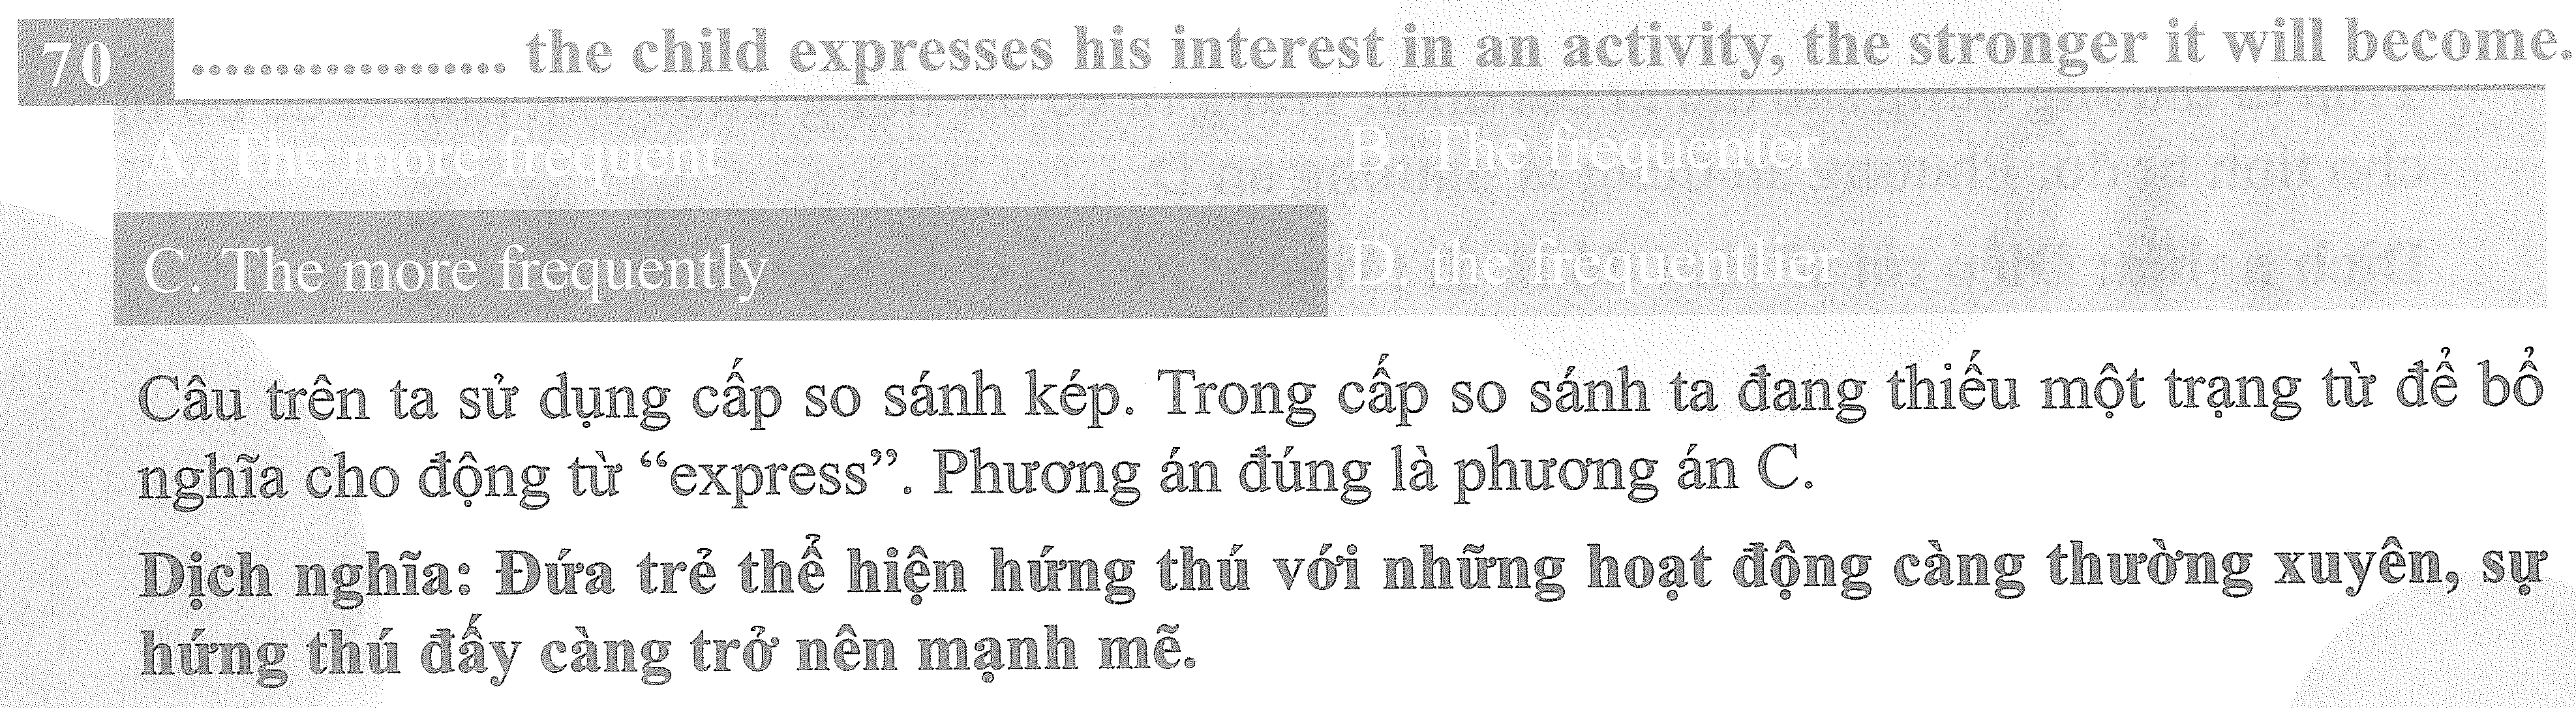 70 .................. the child expresses his interest in an activity, the stronger it will become.
A. The more frequent B. The frequenter
C. The more frequently D. the frequentlier
Câu trên ta sử dụng cấp so sánh kép. Trong cấp so sánh ta đang thiếu một trạng từ để bổ
nghĩa cho động từ “express”. Phương án đúng là phương án C.
Dịch nghĩa: Đứa trẻ thể hiện hứng thú với những hoạt động càng thường xuyên, sự
hứng thú đấy càng trở nên mạnh mẽ.